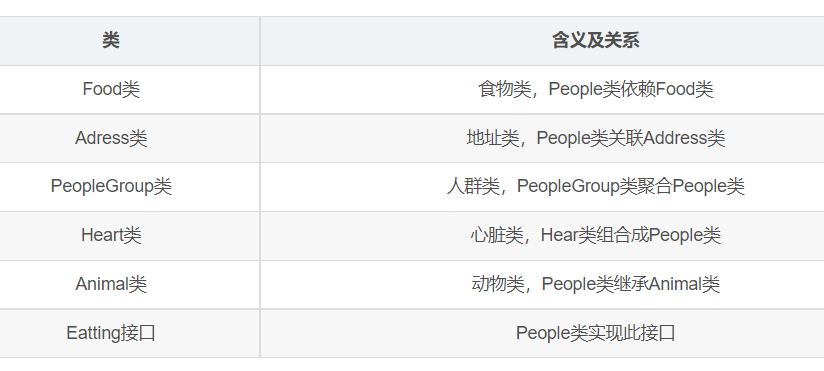 类 含义及关系
Food类 食物类，People类依赖Food类
Adress类 地址类，People类关联Address类
PeopleGroup类 人群类，PeopleGroup类聚合People类
Heart类 心脏类，Hear类组合成People类
Animal类 动物类，People类继承Animal类
Eatting接口 People类实现此接口